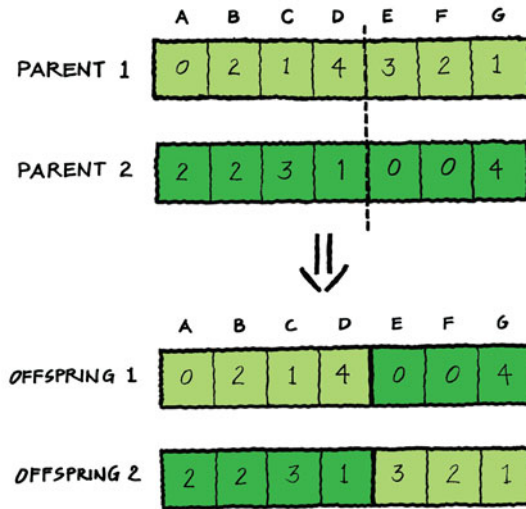 A B C D E F G
PARENT 1 0 2 1 4 3 2 1
PARENT 2 2 2 3 1 0 0 4
A B C D E F G
OFFSPRING 1 0 2 1 4 0 0 4
OFFSPRING 2 2 2 3 1 3 2 1